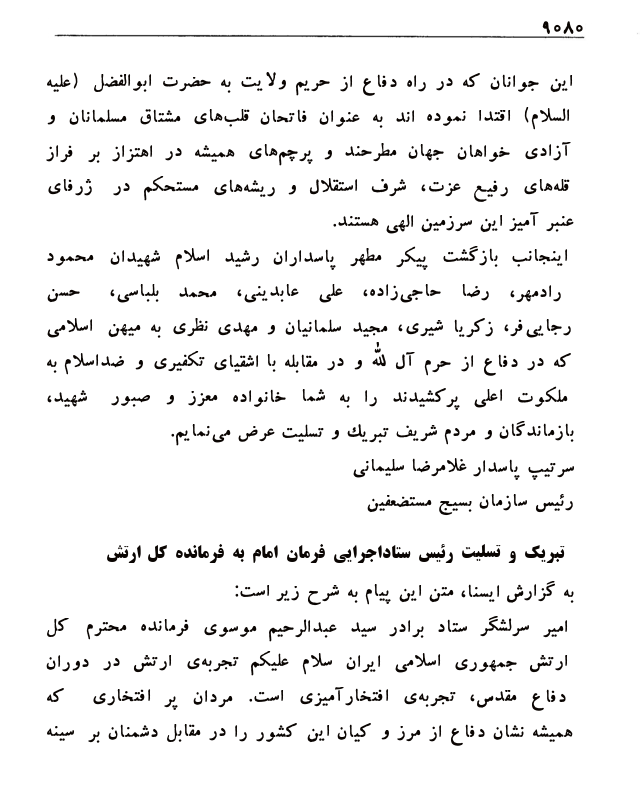 ۹۰۸۰
این جوانان که در راه دفاع از حریم ولایت به حضرت ابوالفضل (علیه
السلام) اقتدا نموده اند به عنوان فاتحان قلب‌های مشتاق مسلمانان و
آزادی خواهان جهان مطرحند و پرچم‌های همیشه در اهتزاز بر فراز
قله‌های رفیع عزت، شرف استقلال و ریشه‌های مستحکم در ژرفای
عنبر آمیز این سرزمین الهی هستند.
اینجانب بازگشت پیکر مطهر پاسداران رشید اسلام شهیدان محمود
رادمهر، رضا حاجی‌زاده، علی عابدینی، محمد بلباسی، حسن
رجایی‌فر، زکریا شیری، مجید سلمانیان و مهدی نظری به میهن اسلامی
که در دفاع از حرم آل لله و در مقابله با اشقیای تکفیری و ضداسلام به
ملکوت اعلی پرکشیدند را به شما خانواده معزز و صبور شهید،
بازماندگان و مردم شریف تبریك و تسلیت عرض می‌نمایم.
سرتیپ پاسدار غلامرضا سلیمانی
رئیس سازمان بسیج مستضعفین
تبریک و تسلیت رئیس ستاداجرایی فرمان امام به فرمانده کل ارتش
به گزارش ایسنا، متن این پیام به شرح زیر است:
امیر سرلشگر ستاد برادر سید عبدالرحیم موسوی فرمانده محترم کل
ارتش جمهوری اسلامی ایران سلام علیکم تجربه‌ی ارتش در دوران
دفاع مقدس، تجربه‌ی افتخارآمیزی است. مردان پر افتخاری که
همیشه نشان دفاع از مرز و کیان این کشور را در مقابل دشمنان بر سینه